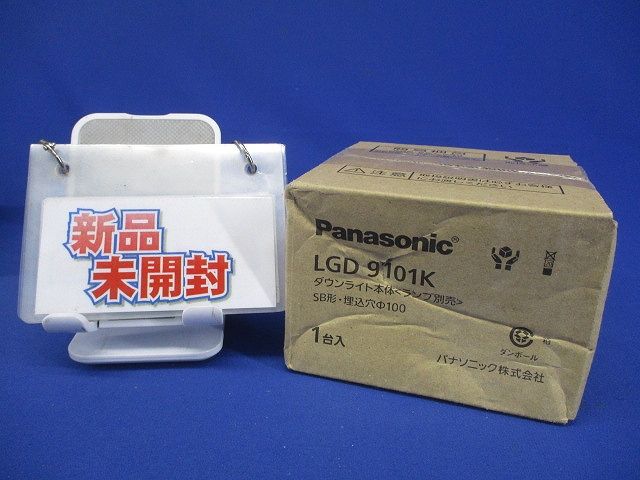 新品
未開封
注意
Panasonic®
LGD 9101K
ダウンライト本体<ランプ別売>
SB形・埋込穴Φ100
1台入
ダンボール
パナソニック株式会社